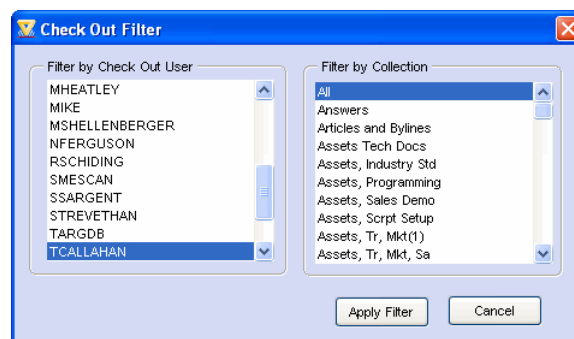 Check Out Filter
Filter by Check Out User
MHEATLEY
MIKE
MSHELLENBERGER
NFERGUSON
RSCHIDING
SMESCAN
SSARGENT
STREVETHAN
TARGDB
TCALLAHAN
Filter by Collection
All
Answers
Articles and Bylines
Assets Tech Docs
Assets, Industry Std
Assets, Programming
Assets, Sales Demo
Assets, Scrpt Setup
Assets, Tr, Mkt(1)
Assets, Tr, Mkt, Sa
Apply Filter
Cancel